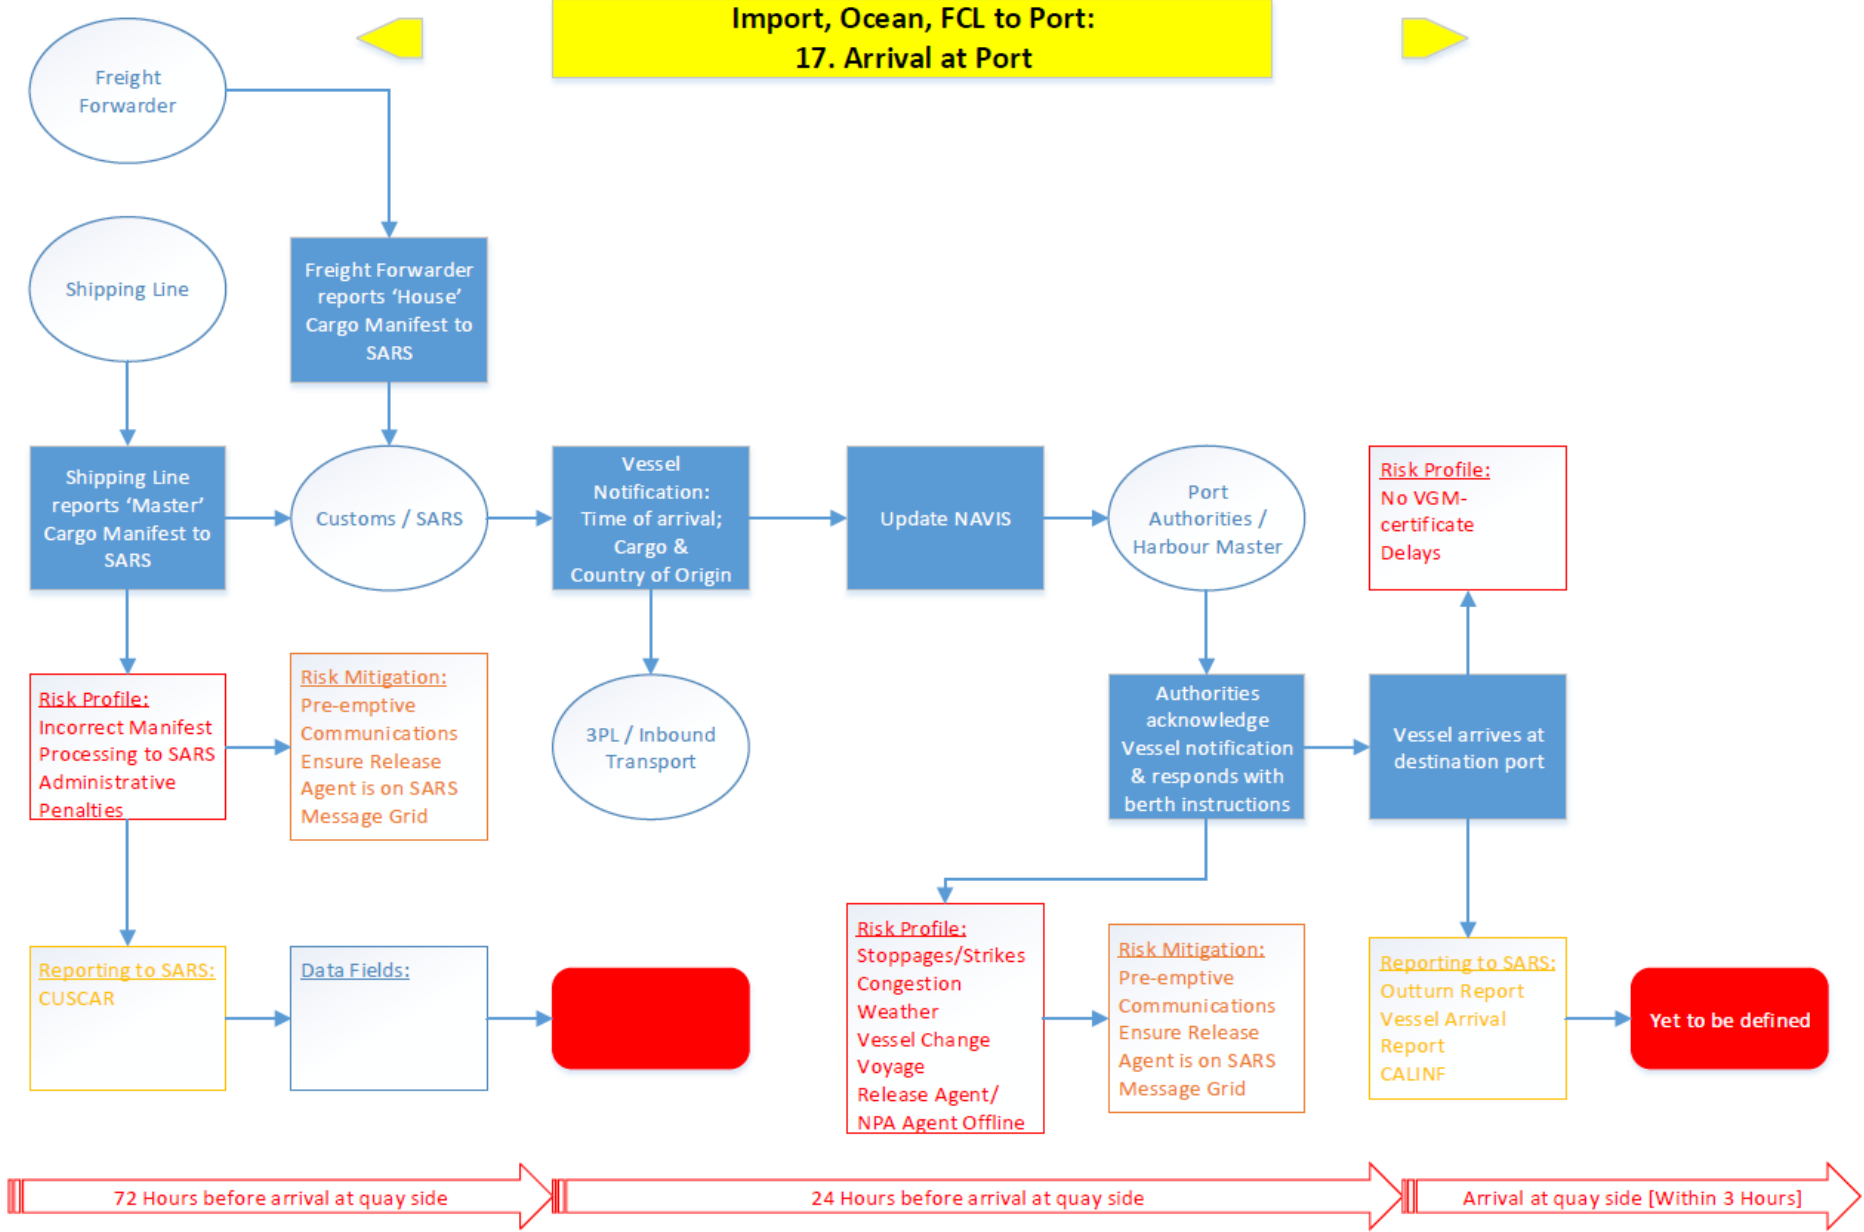 Import, Ocean, FCL to Port:
17. Arrival at Port
Freight
Forwarder
Shipping Line
Freight Forwarder
reports ‘House’
Cargo Manifest to
SARS
Shipping Line
reports ‘Master’
Cargo Manifest to
SARS
Customs / SARS
Vessel
Notification:
Time of arrival;
Cargo &
Country of Origin
Update NAVIS
Port
Authorities /
Harbour Master
Risk Profile:
No VGM-
certificate
Delays
Risk Profile:
Incorrect Manifest
Processing to SARS
Administrative
Penalties
Risk Mitigation:
Pre-emptive
Communications
Ensure Release
Agent is on SARS
Message Grid
3PL / Inbound
Transport
Authorities
acknowledge
Vessel notification
& responds with
berth instructions
Vessel arrives at
destination port
Reporting to SARS:
CUSCAR
Data Fields:
Risk Profile:
Stoppages/Strikes
Congestion
Weather
Vessel Change
Voyage
Release Agent/
NPA Agent Offline
Risk Mitigation:
Pre-emptive
Communications
Ensure Release
Agent is on SARS
Message Grid
Reporting to SARS:
Outturn Report
Vessel Arrival
Report
CALINF
Yet to be defined
72 Hours before arrival at quay side
24 Hours before arrival at quay side
Arrival at quay side [Within 3 Hours]